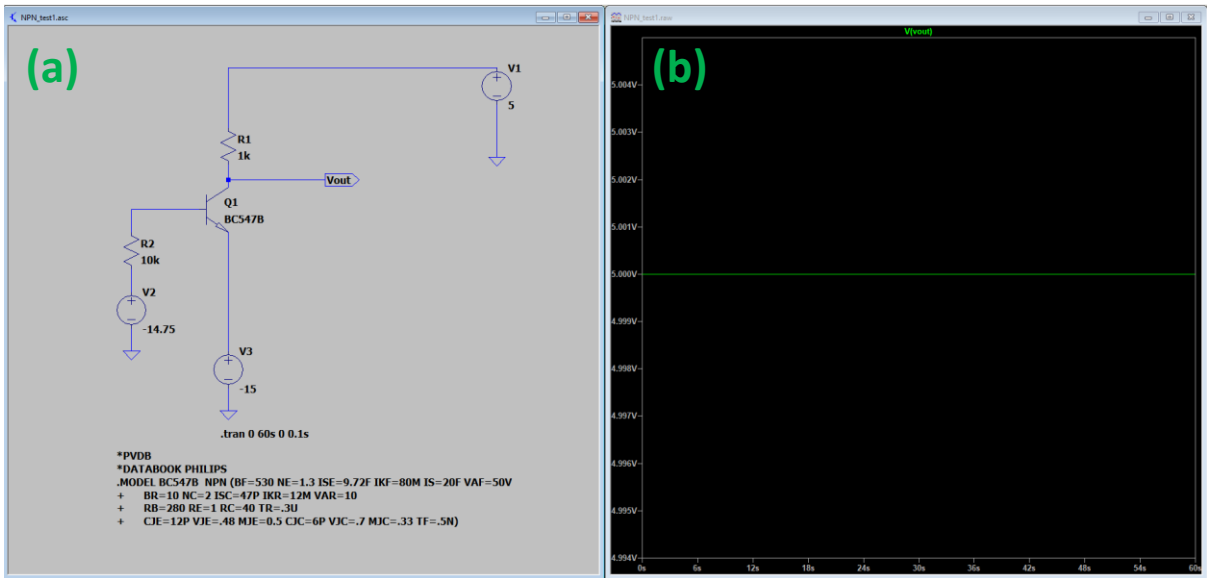 NPN_test1.asc
(a)
V1
5
R1
1k
Vout
Q1
BC547B
R2
10k
V2
-14.75
V3
-15
.tran 0 60s 0 0.1s
*PVDB
*DATABOOK PHILIPS
.MODEL BC547B NPN (BF=530 NE=1.3 ISE=9.72F IKF=80M IS=20F VAF=50V
+ BR=10 NC=2 ISC=47P IKR=12M VAR=10
+ RB=280 RE=1 RC=40 TR=.3U
+ CJE=12P VJE=.48 MJE=0.5 CJC=6P VJC=.7 MJC=.33 TF=.5N)
NPN_test1.raw
V(vout)
(b)
5.004V
5.003V
5.002V
5.001V
5.000V
4.999V
4.998V
4.997V
4.996V
4.995V
4.994V
0s 6s 12s 18s 24s 30s 36s 42s 48s 54s 60s